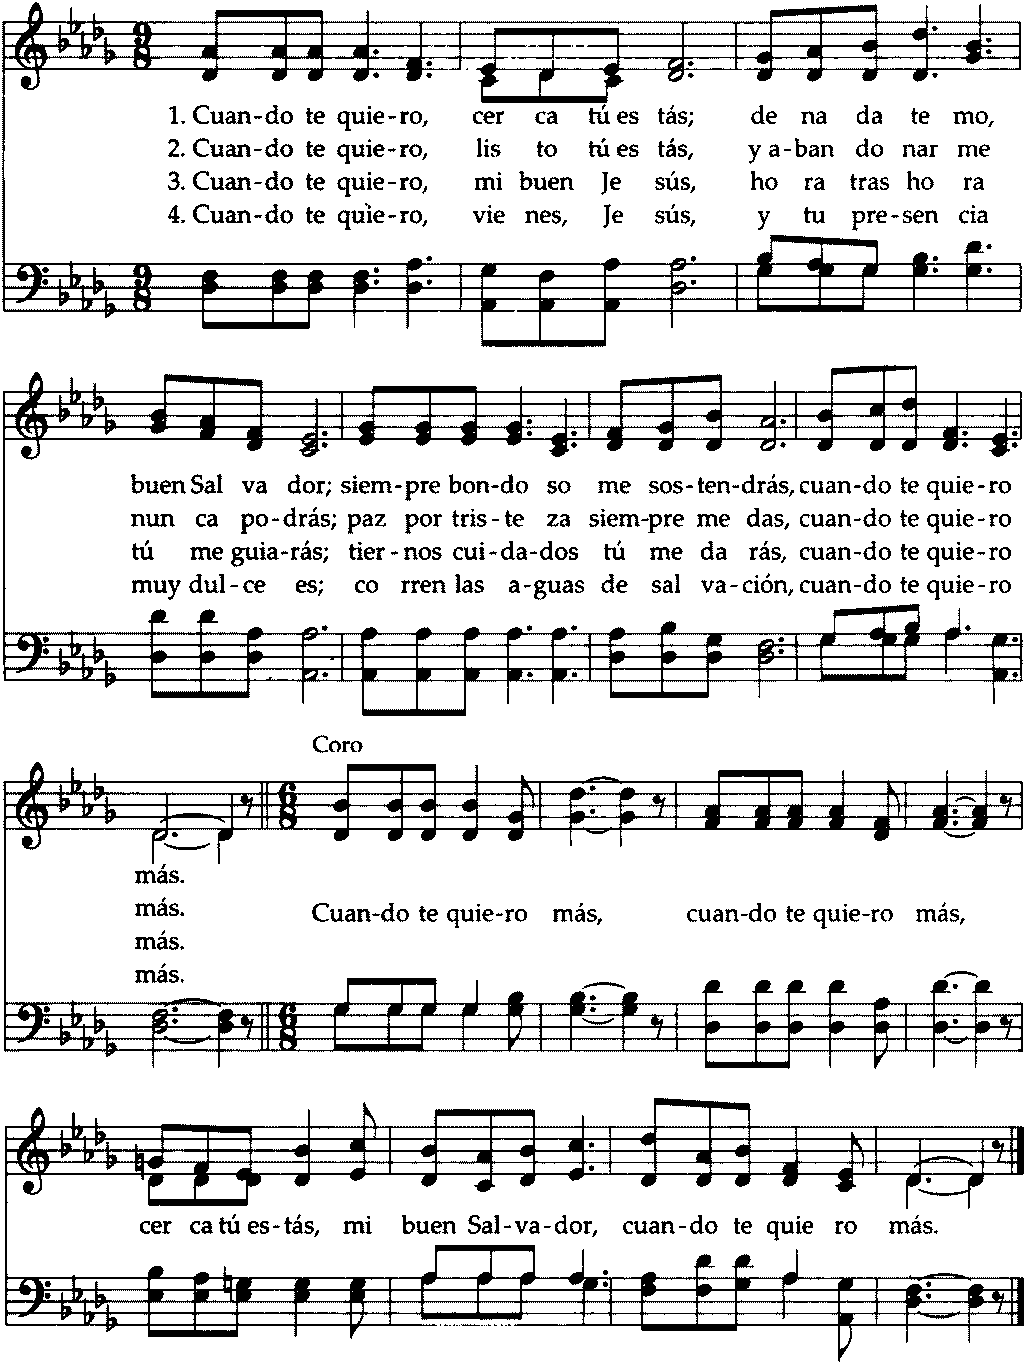 1. Cuan-do te quie-ro, cer ca tú es tás; de na da te mo,
2. Cuan-do te quie-ro, lis to tú es tás, y a-ban do nar me
3. Cuan-do te quie-ro, mi buen Je sús, ho ra tras ho ra
4. Cuan-do te quie-ro, vie nes, Je sús, y tu pre-sen cia
buen Sal va dor; siem-pre bon-do so me sos-ten-drás, cuan-do te quie-ro
nun ca po-drás; paz por tris-te za siem-pre me das, cuan-do te quie-ro
tú me guia-rás; tier-nos cui-da-dos tú me da rás, cuan-do te quie-ro
muy dul-ce es; co rren las a-guas de sal va-ción, cuan-do te quie-ro
Coro
más.
más.
más.
más.
Cuan-do te quie-ro más, cuan-do te quie-ro más,
cer ca tú es-tás, mi buen Sal-va-dor, cuan-do te quie ro más.